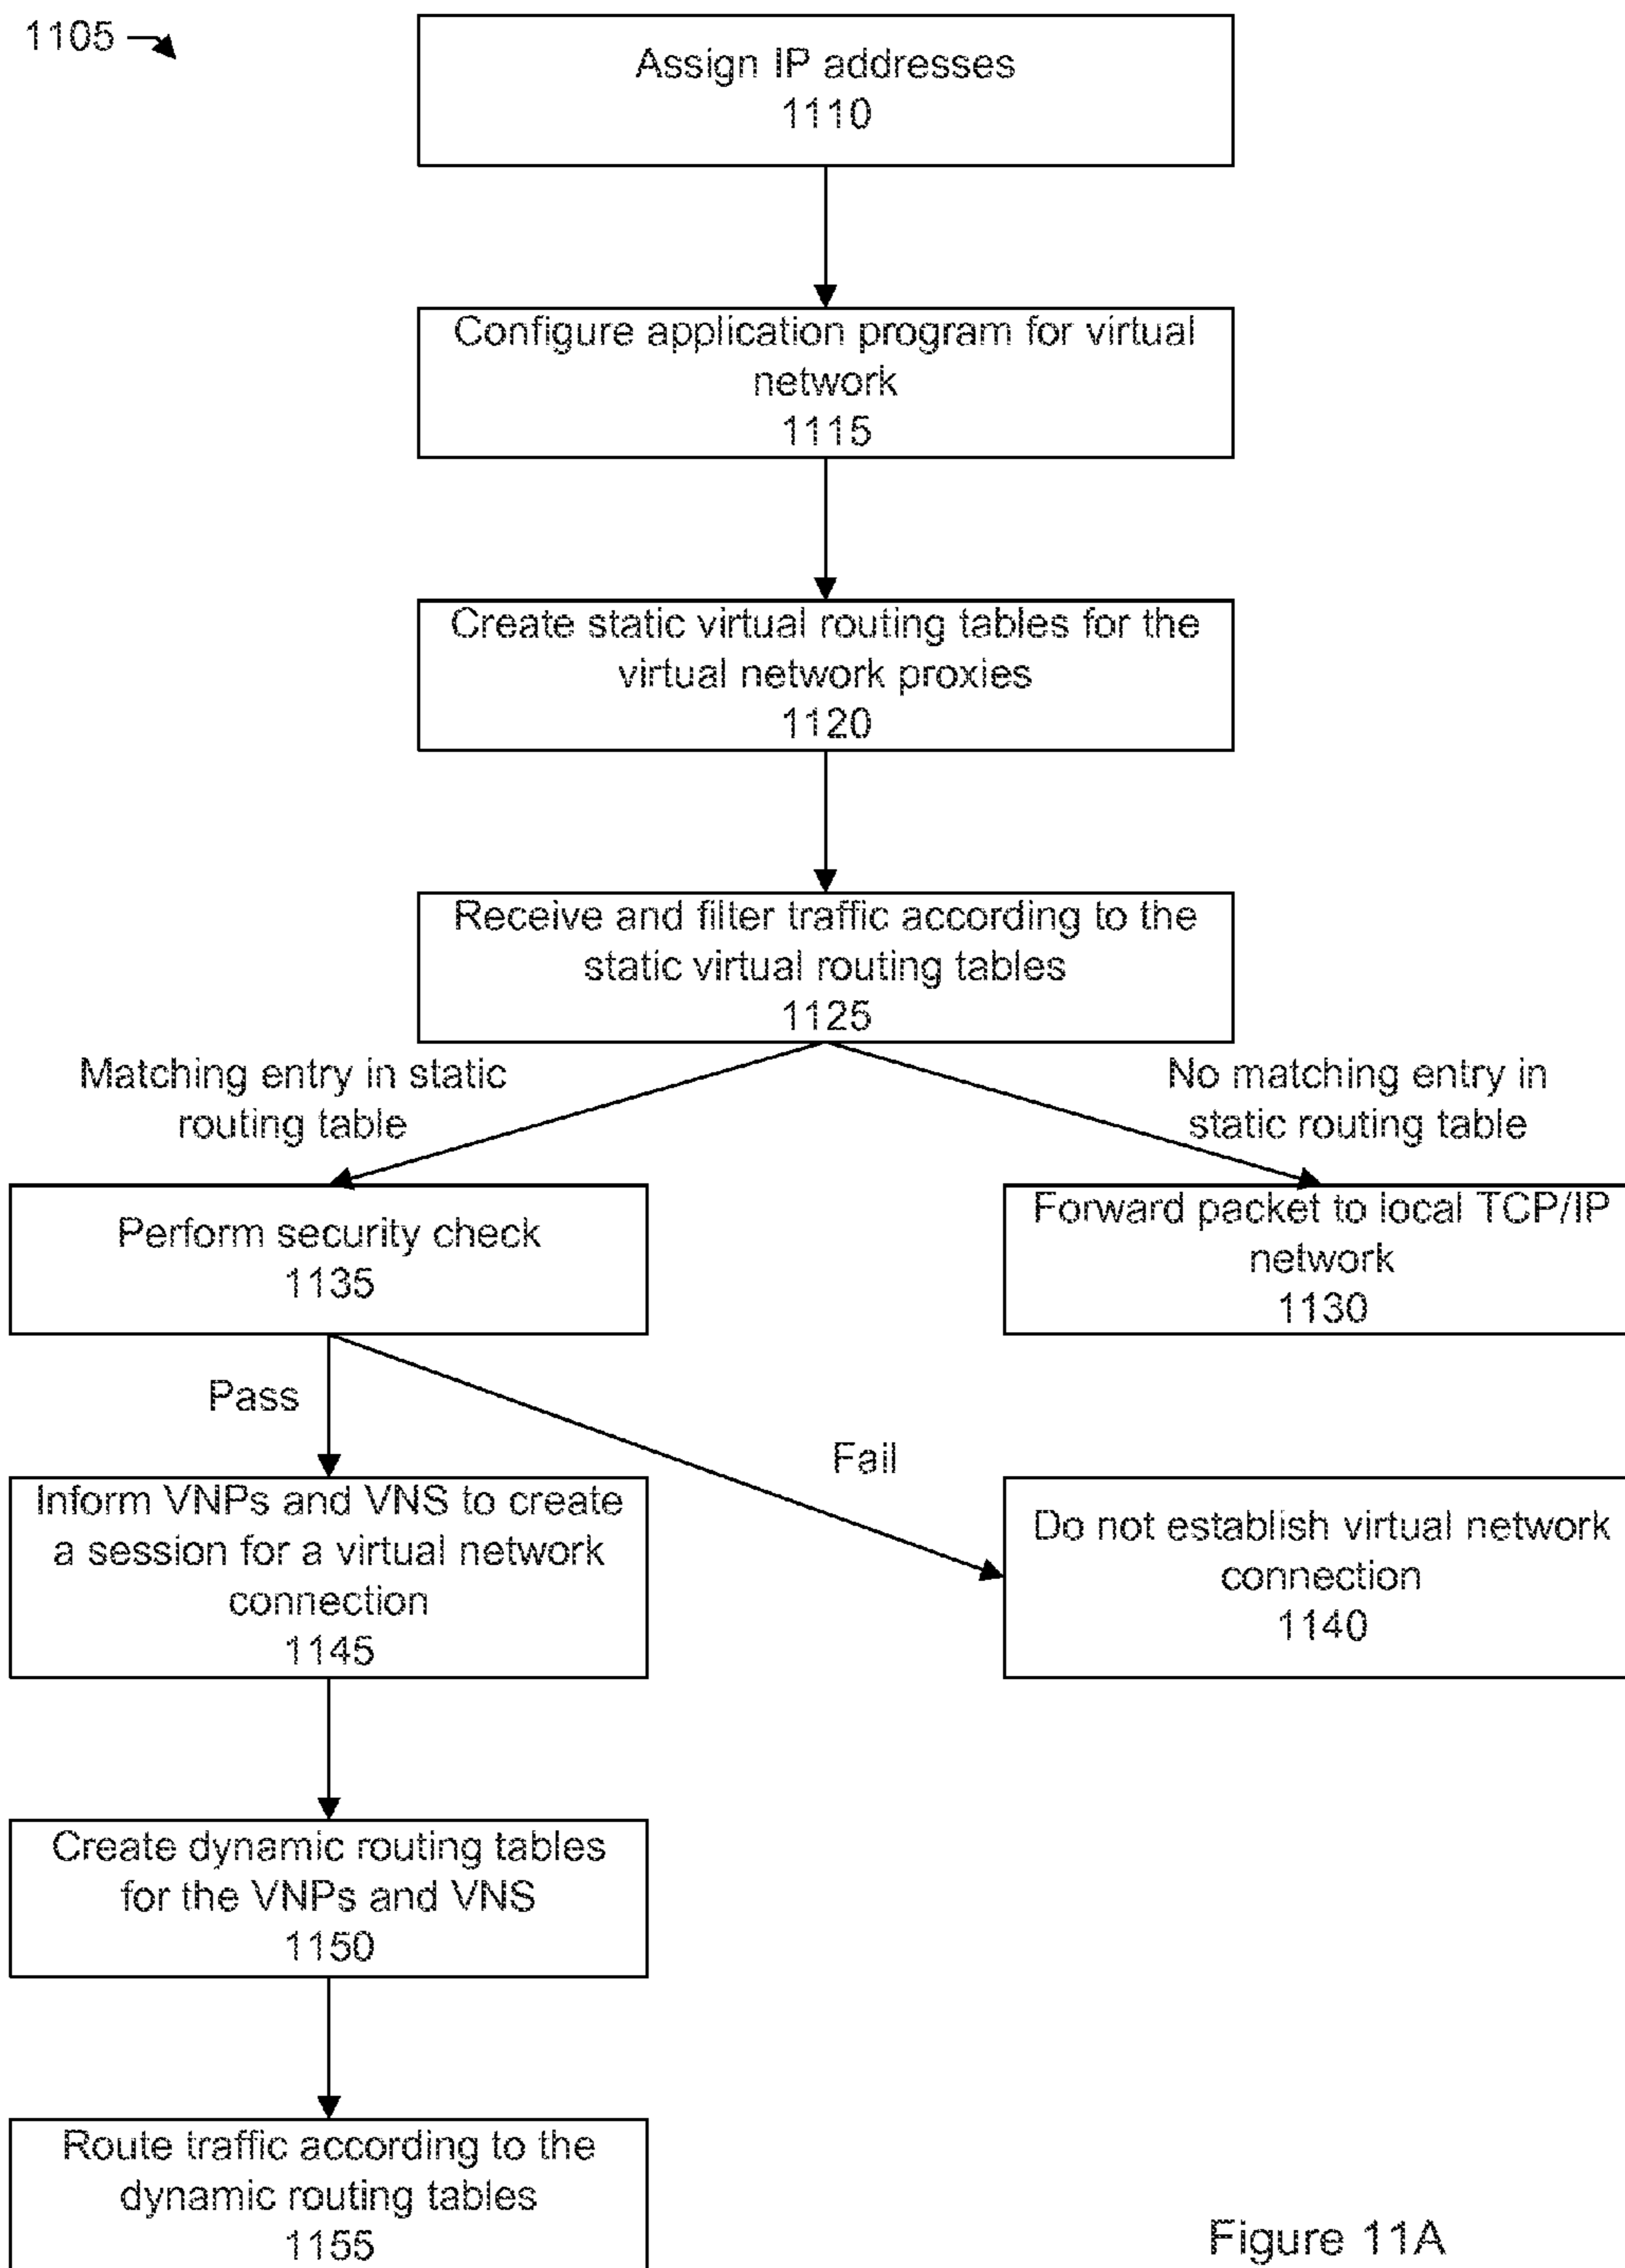 1105
Assign IP addresses
1110
Configure application program for virtual
network
1115
Create static virtual routing tables for the
virtual network proxies
1120
Receive and filter traffic according to the
static virtual routing tables
1125
Matching entry in static
routing table
No matching entry in
static routing table
Perform security check
1135
Forward packet to local TCP/IP
network
1130
Pass
Fail
Inform VNPs and VNS to create
a session for a virtual network
connection
1145
Do not establish virtual network
connection
1140
Create dynamic routing tables
for the VNPs and VNS
1150
Route traffic according to the
dynamic routing tables
1155
Figure 11A